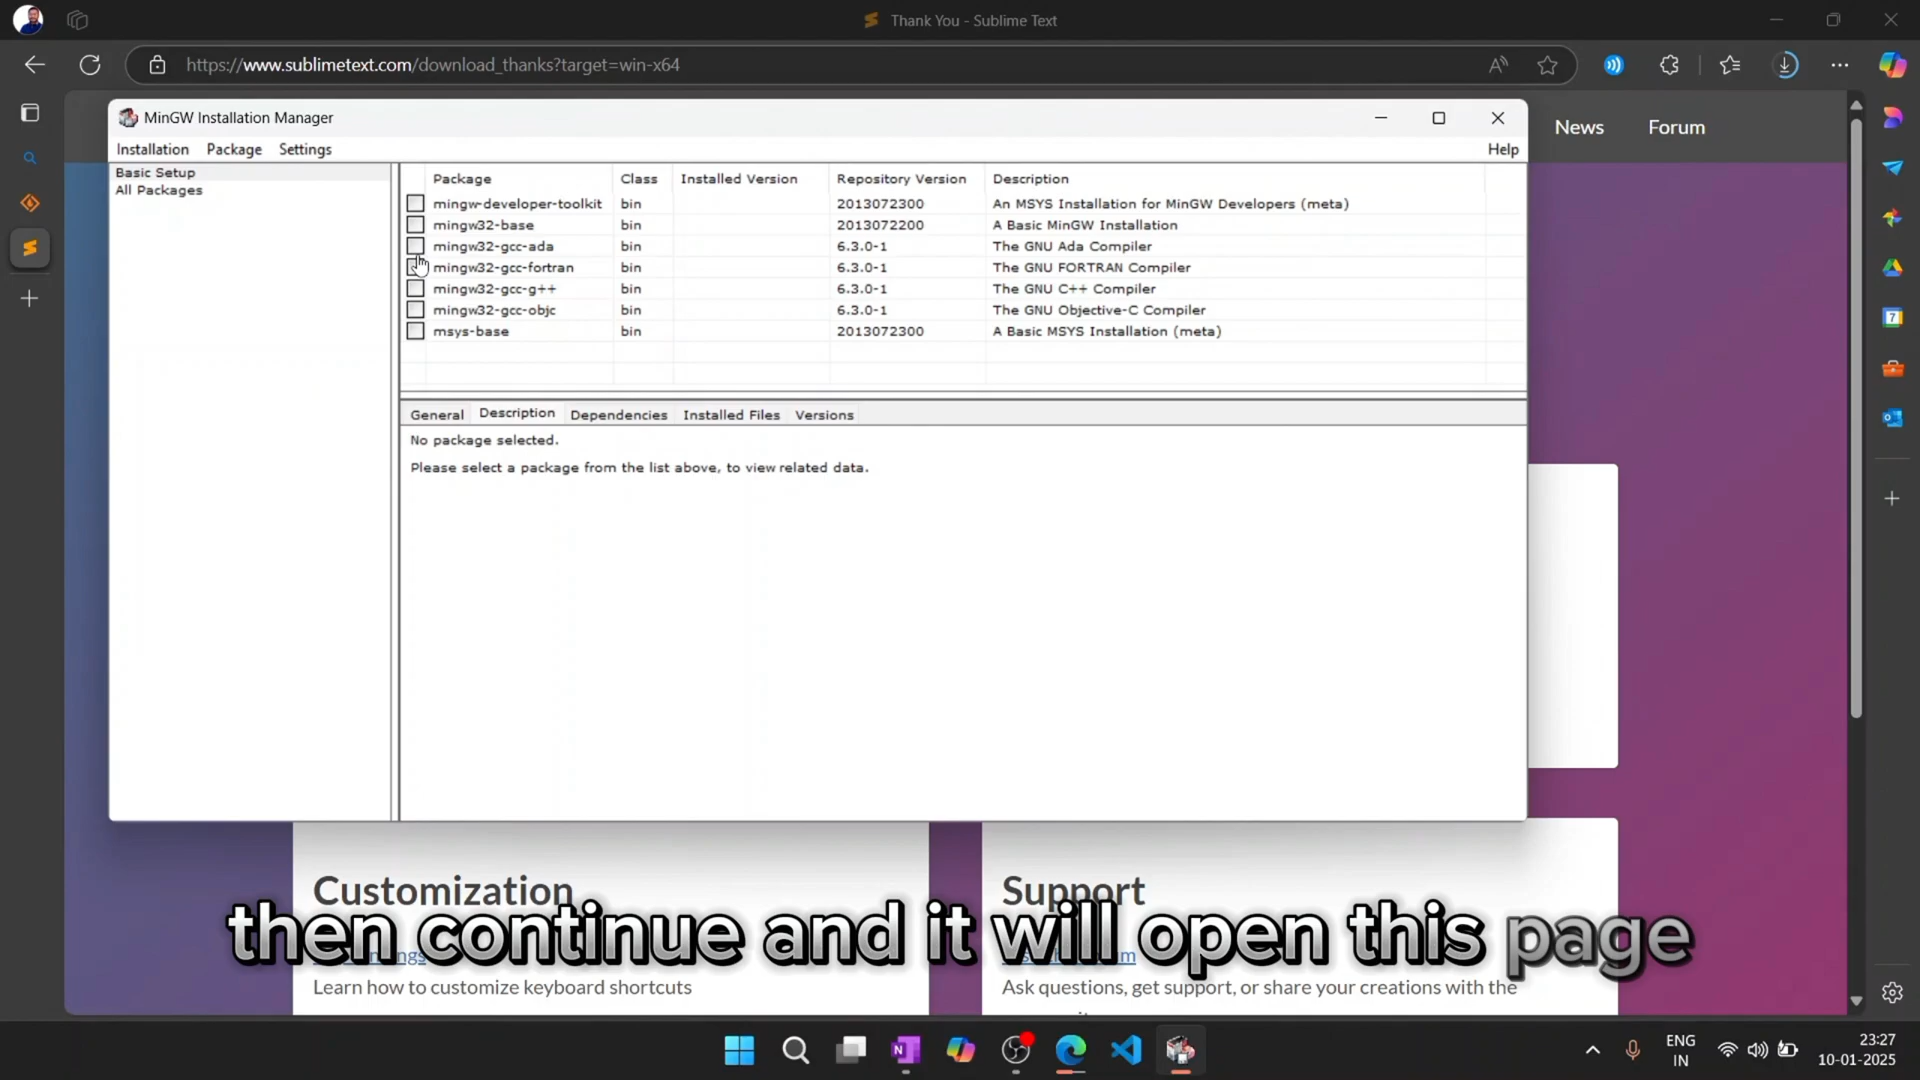 Thank You - Sublime Text
https://www.sublimetext.com/download_thanks?target=win-x64
MinGW Installation Manager
News
Forum
Installation Package Settings
Help
Basic Setup
All Packages
Package Class Installed Version Repository Version Description
mingw-developer-toolkit bin 2013072300 An MSYS Installation for MinGW Developers (meta)
mingw32-base bin 2013072200 A Basic MinGW Installation
mingw32-gcc-ada bin 6.3.0-1 The GNU Ada Compiler
mingw32-gcc-fortran bin 6.3.0-1 The GNU FORTRAN Compiler
mingw32-gcc-g++ bin 6.3.0-1 The GNU C++ Compiler
mingw32-gcc-objc bin 6.3.0-1 The GNU Objective-C Compiler
msys-base bin 2013072300 A Basic MSYS Installation (meta)
General Description Dependencies Installed Files Versions
No package selected.
Please select a package from the list above, to view related data.
Customization
Support
then continue and it will open this page
Learn how to customize keyboard shortcuts
Ask questions, get support, or share your creations with the
ENG
IN
23:27
10-01-2025